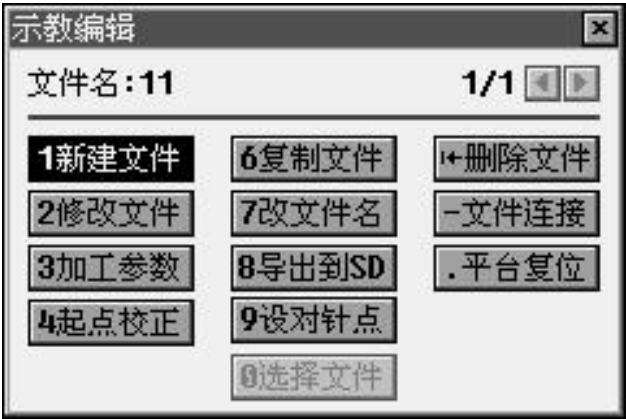 示教编辑
文件名:11 1/1
1新建文件 6复制文件 删除文件
2修改文件 7改文件名 -文件连接
3加工参数 8导出到SD .平台复位
4起点校正 9设对针点
0选择文件